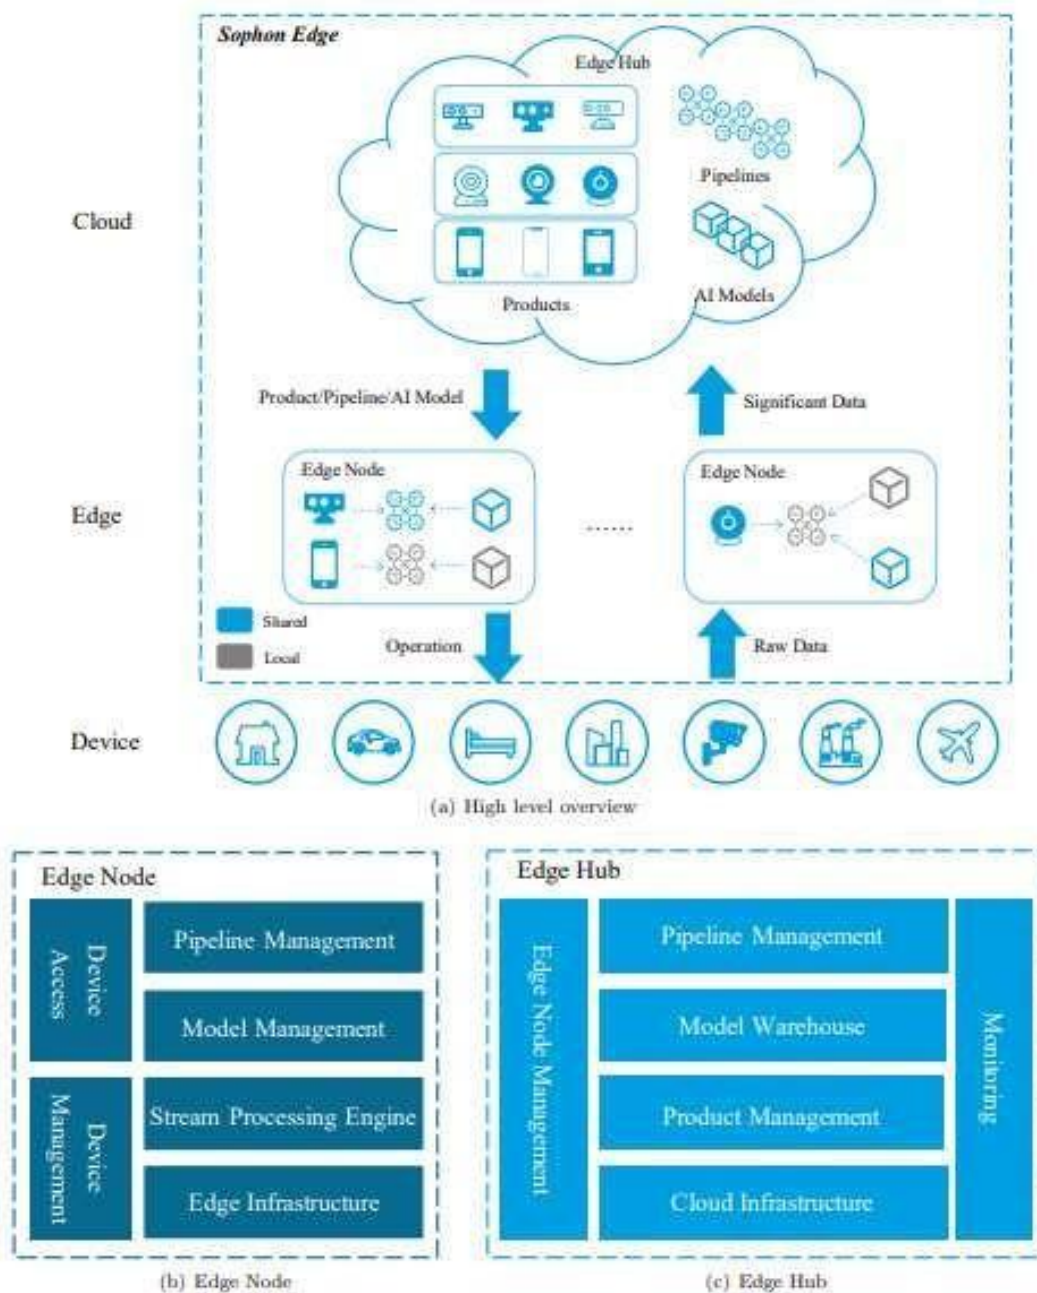 Sophon Edge
Edge Hub
Pipelines
Cloud
AI Models
Products
Product/Pipeline/AI Model
Significant Data
Edge Node
Edge Node
Edge
......
Shared
Local
Operation
Raw Data
Device
(a) High level overview
Edge Node
Device Access
Pipeline Management
Model Management
Device Management
Stream Processing Engine
Edge Infrastructure
(b) Edge Node
Edge Hub
Edge Node Management
Pipeline Management
Model Warehouse
Product Management
Cloud Infrastructure
Monitoring
(c) Edge Hub